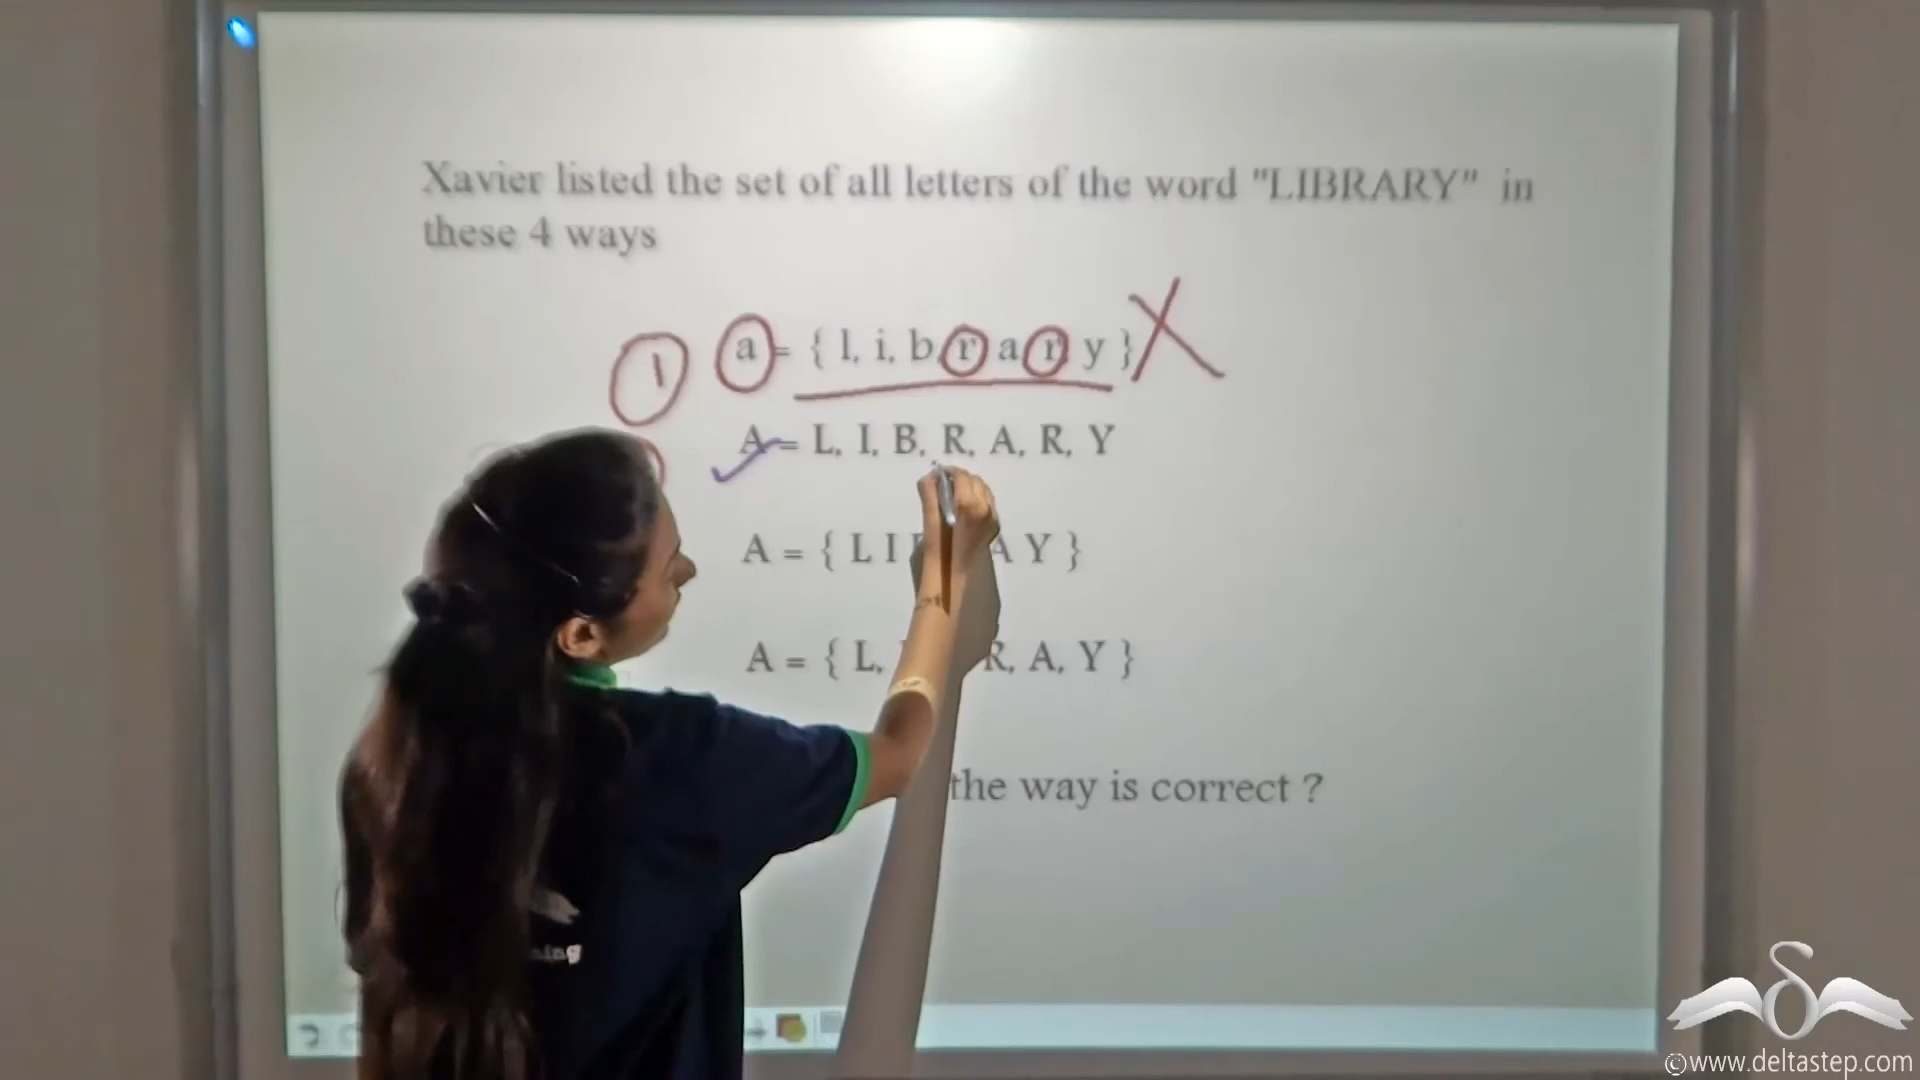 Xavier listed the set of all letters of the word "LIBRARY" in
these 4 ways
1 a = { l, i, b r a r y } X
A = L, I, B, R, A, R, Y
A = { L I A Y }
A = { L, R, A, Y }
the way is correct ?
©www.deltastep.com